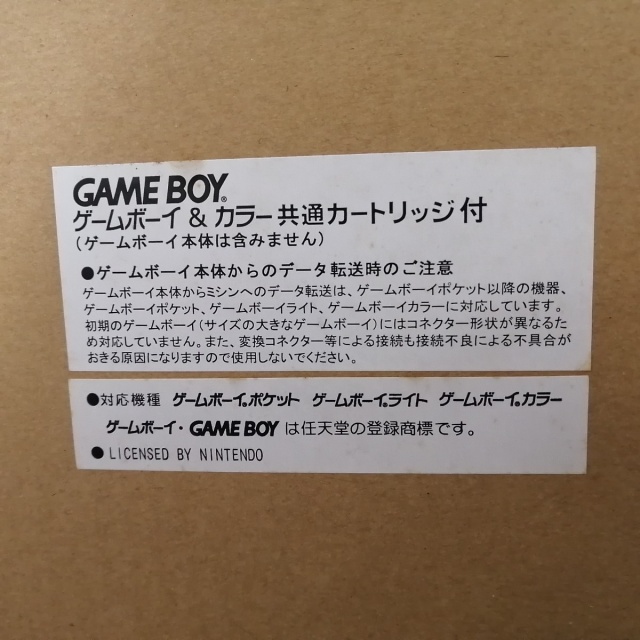 GAME BOY®
ゲームボーイ & カラー共通カートリッジ付
(ゲームボーイ本体は含みません)
●ゲームボーイ本体からのデータ転送時のご注意
ゲームボーイ本体からミシンへのデータ転送は、ゲームボーイポケット以降の機器、
ゲームボーイポケット、ゲームボーイライト、ゲームボーイカラーに対応しています。
初期のゲームボーイ(サイズの大きなゲームボーイ)にはコネクター形状が異なるため
対応していません。また、変換コネクター等による接続も接続不良による不具合が
おきる原因になりますので使用しないでください。
●対応機種 ゲームボーイ®ポケット ゲームボーイ®ライト ゲームボーイ®カラー
ゲームボーイ・GAME BOY は任天堂の登録商標です。
● LICENSED BY NINTENDO